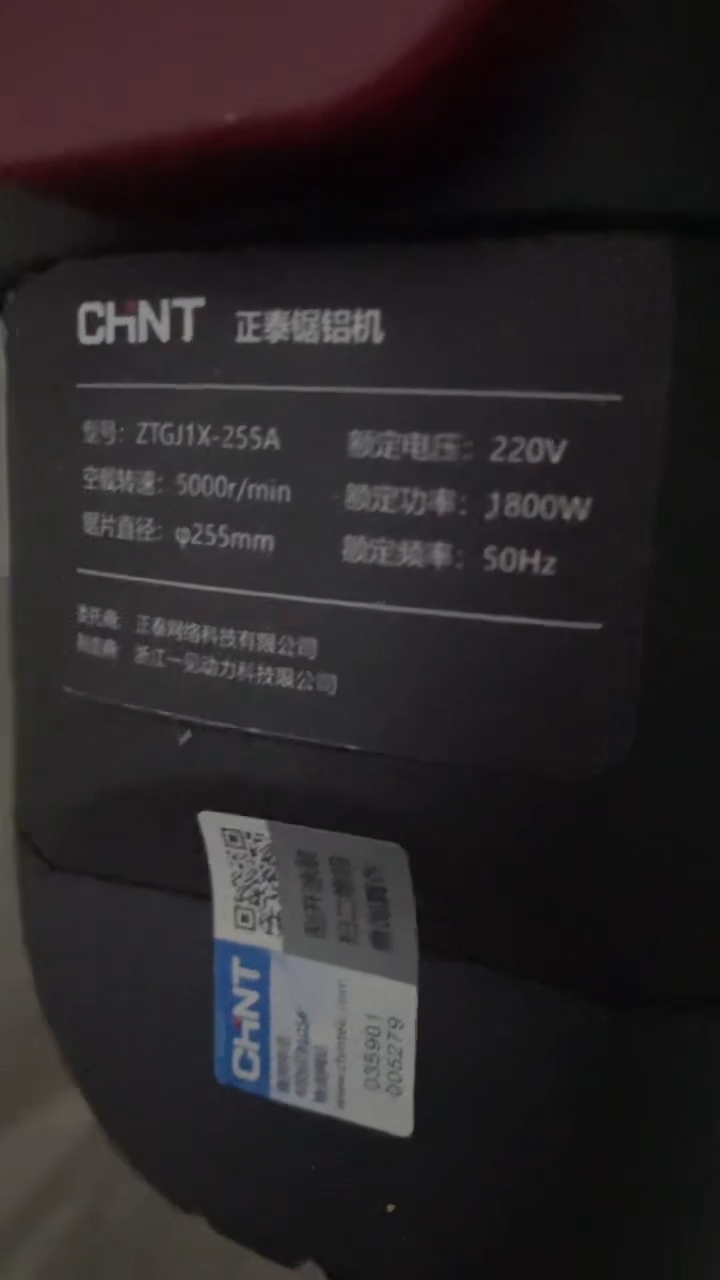 CHNT 正泰锯铝机
型号：ZTGJ1X-255A 额定电压：220V
空载转速：5000r/min 额定功率：1800W
锯片直径：φ255mm 额定频率：50Hz
委托商：正泰网络科技有限公司
制造商：浙江一见动力科技限公司
CHNT
035901
005279